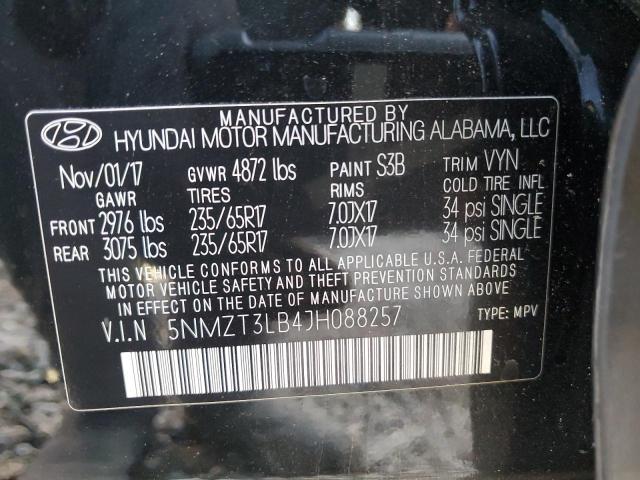 MANUFACTURED BY
HYUNDAI MOTOR MANUFACTURING ALABAMA, LLC
Nov/01/17 GVWR 4872 lbs PAINT S3B TRIM VYN
GAWR TIRES RIMS COLD TIRE INFL
FRONT 2976 lbs 235/65R17 7.0JX17 34 psi SINGLE
REAR 3075 lbs 235/65R17 7.0JX17 34 psi SINGLE
THIS VEHICLE CONFORMS TO ALL APPLICABLE U.S.A. FEDERAL
MOTOR VEHICLE SAFETY AND THEFT PREVENTION STANDARDS
IN EFFECT ON THE DATE OF MANUFACTURE SHOWN ABOVE.
V.I.N 5NMZT3LB4JH088257 TYPE: MPV